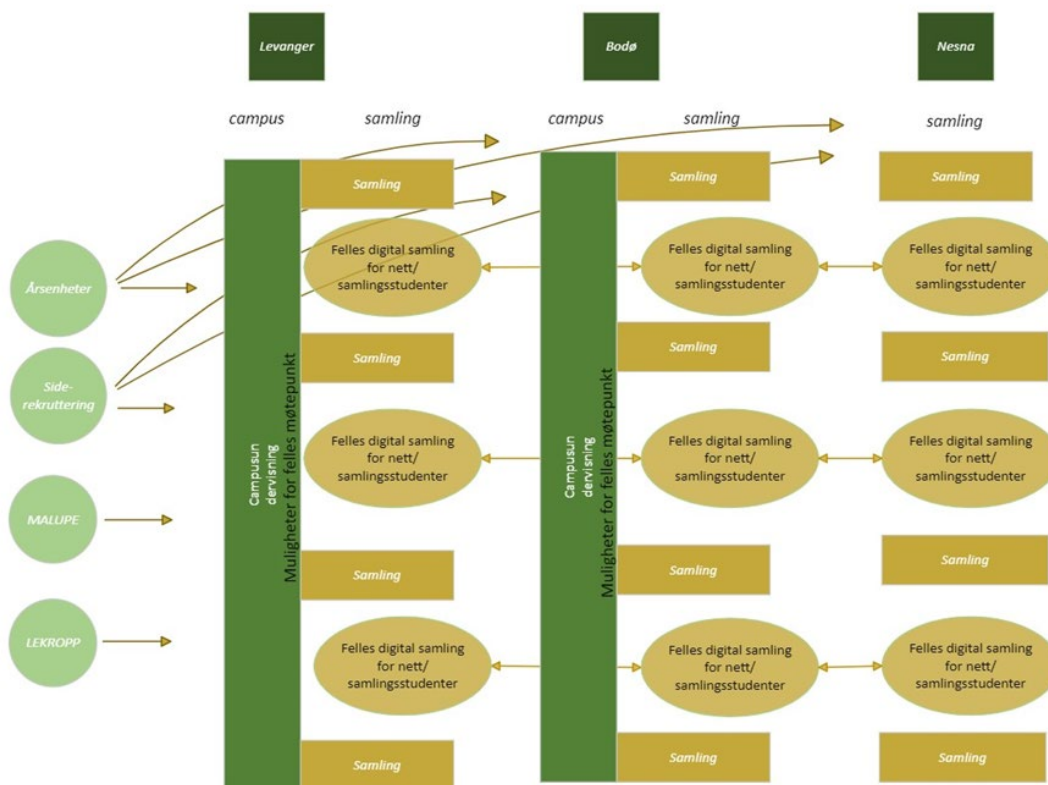 Levanger
Bodø
Nesna
campus
samling
campus
samling
samling
Samling
Samling
Samling
Årsenheter
Felles digital samling
for nett/
samlingsstudenter
Felles digital samling
for nett/
samlingsstudenter
Felles digital samling
for nett/
samlingsstudenter
Side-
rekruttering
Samling
Samling
Samling
Campusun
dervisning
Muligheter for felles møtepunkt
Campusun
dervisning
Muligheter for felles møtepunkt
Felles digital samling
for nett/
samlingsstudenter
Felles digital samling
for nett/
samlingsstudenter
Felles digital samling
for nett/
samlingsstudenter
MALUPE
Samling
Samling
Samling
LEKROPP
Felles digital samling
for nett/
samlingsstudenter
Felles digital samling
for nett/
samlingsstudenter
Felles digital samling
for nett/
samlingsstudenter
Samling
Samling
Samling